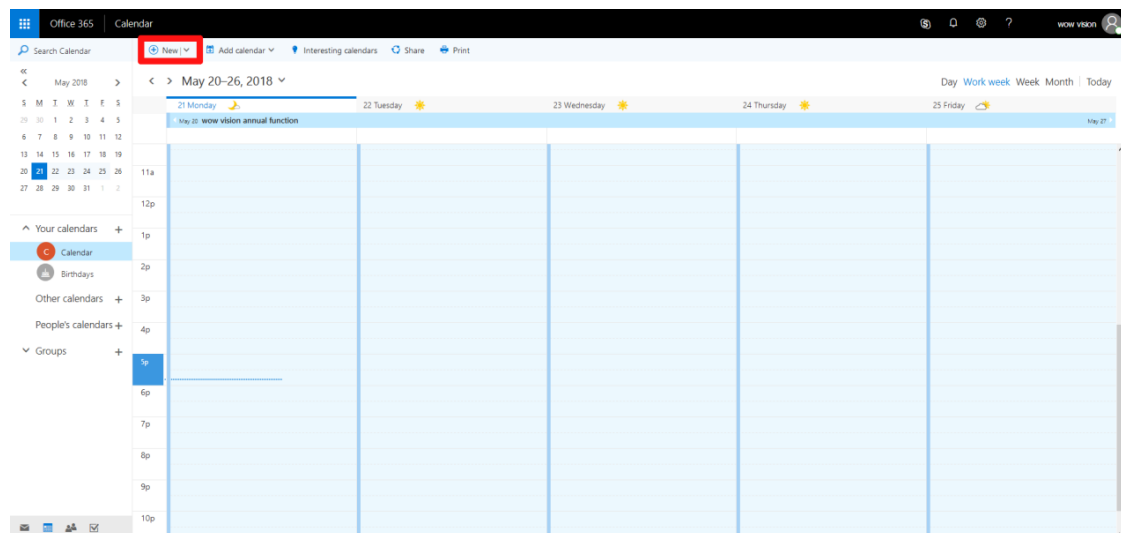 Office 365 Calendar wow vision
Search Calendar New Add calendar Interesting calendars Share Print
May 2018
May 20–26, 2018 Day Work week Week Month Today
S M T W T F S
29 30 1 2 3 4 5
6 7 8 9 10 11 12
13 14 15 16 17 18 19
20 21 22 23 24 25 26
27 28 29 30 31 1 2
21 Monday 22 Tuesday 23 Wednesday 24 Thursday 25 Friday
May 20 wow vision annual function May 27
11a
12p
1p
2p
3p
4p
5p
6p
7p
8p
9p
10p
Your calendars
C Calendar
Birthdays
Other calendars
People's calendars
Groups